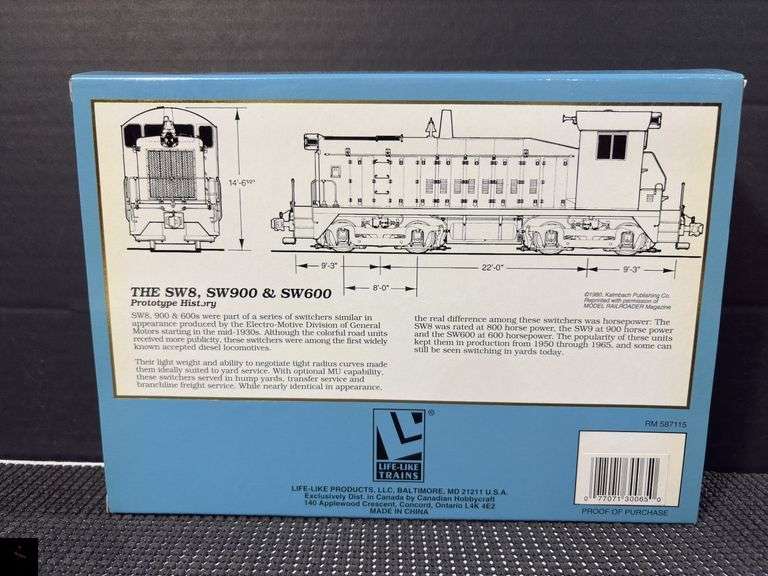 14'-6½"
9'-3"
22'-0"
9'-3"
8'-0"
©1980, Kalmbach Publishing Co.
Reprinted with permission of
MODEL RAILROADER Magazine
THE SW8, SW900 & SW600
Prototype History
SW8, 900 & 600s were part of a series of switchers similar in
appearance produced by the Electro-Motive Division of General
Motors starting in the mid-1930s. Although the colorful road units
received more publicity, these switchers were among the first widely
known accepted diesel locomotives.
Their light weight and ability to negotiate tight radius curves made
them ideally suited to yard service. With optional MU capability,
these switchers served in hump yards, transfer service and
branchline freight service. While nearly identical in appearance,
the real difference among these switchers was horsepower: The
SW8 was rated at 800 horse power, the SW9 at 900 horse power
and the SW600 at 600 horsepower. The popularity of these units
kept them in production from 1950 through 1965, and some can
still be seen switching in yards today.
LIFE-LIKE
TRAINS
®
LIFE-LIKE PRODUCTS, LLC, BALTIMORE, MD 21211 U.S.A.
Exclusively Dist. in Canada by Canadian Hobbycraft
140 Applewood Crescent, Concord, Ontario L4K 4E2
MADE IN CHINA
RM 587115
0 77071 30065 0
PROOF OF PURCHASE